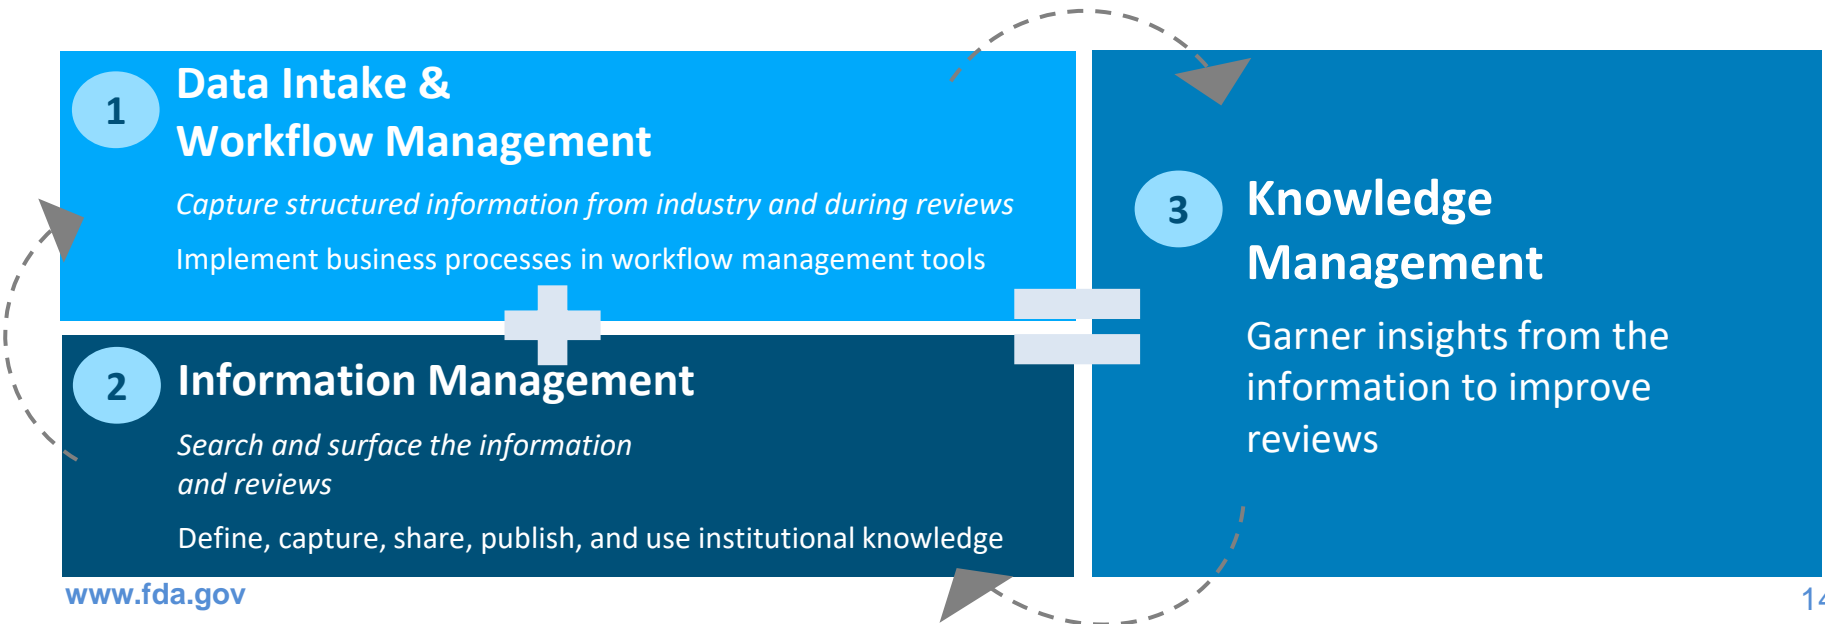 1
Data Intake &
Workflow Management
Capture structured information from industry and during reviews
Implement business processes in workflow management tools
2
Information Management
Search and surface the information
and reviews
Define, capture, share, publish, and use institutional knowledge
3
Knowledge
Management
Garner insights from the
information to improve
reviews
www.fda.gov
14